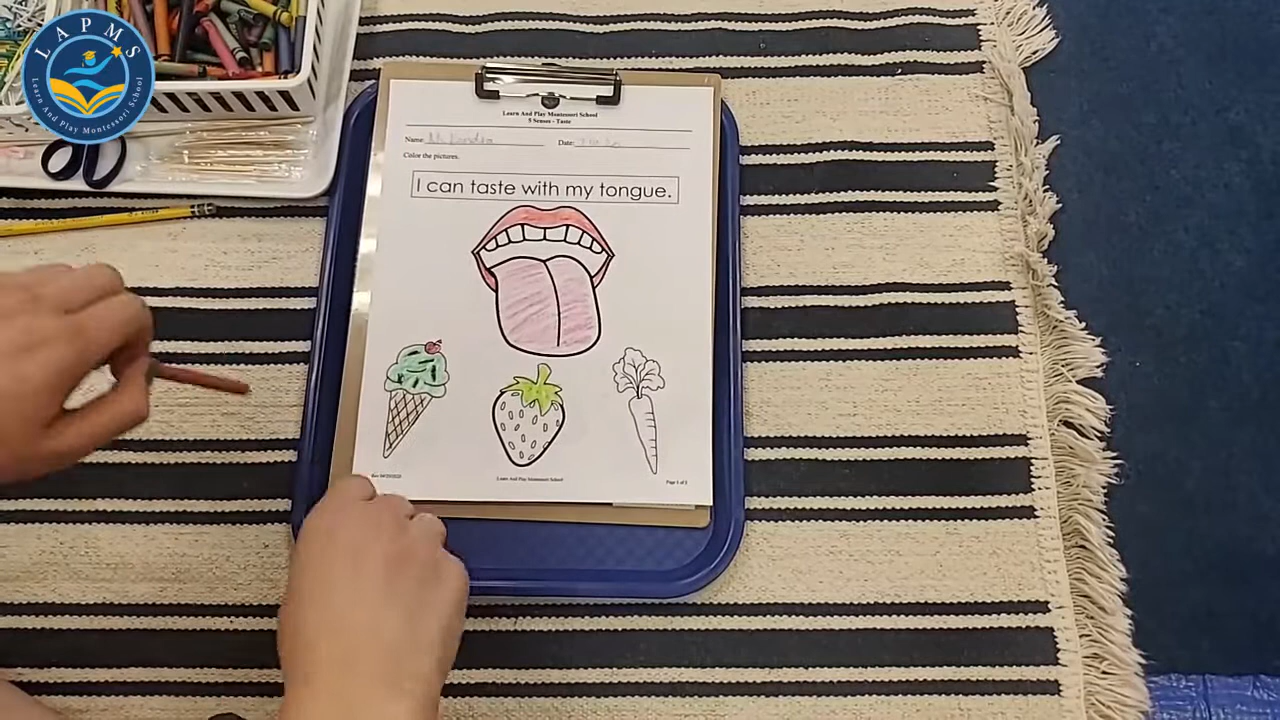 LAPMS
Learn And Play Montessori School
Learn And Play Montessori School
5 Senses - Taste
Name:
Date:
Color the pictures.
I can taste with my tongue.
Learn And Play Montessori School